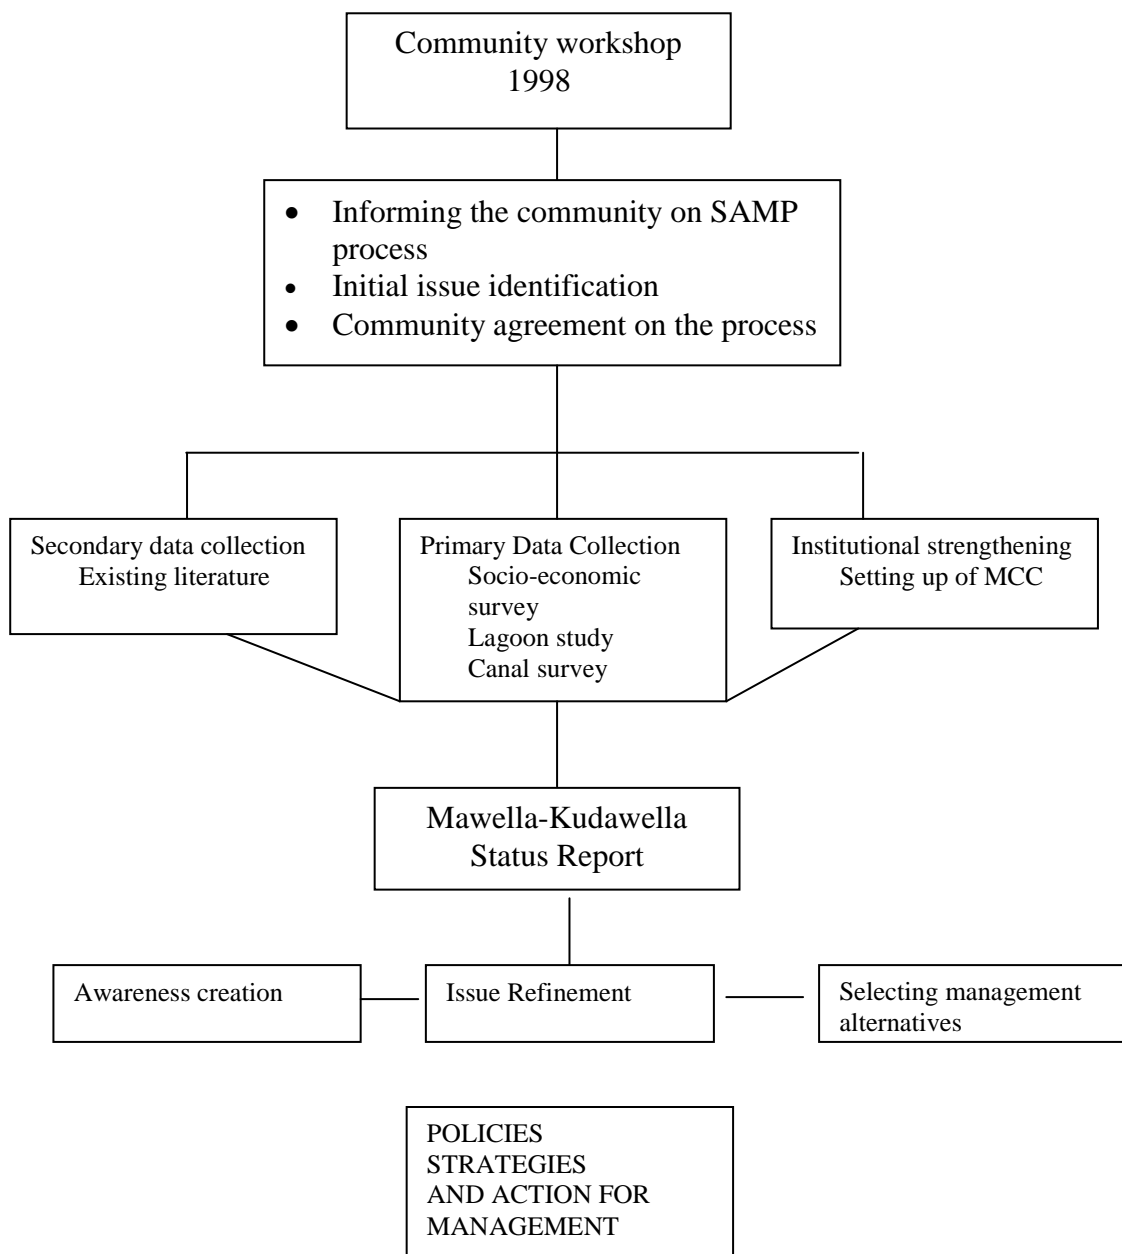 Community workshop
1998
• Informing the community on SAMP
process
• Initial issue identification
• Community agreement on the process
Secondary data collection
Existing literature
Primary Data Collection
Socio-economic
survey
Lagoon study
Canal survey
Institutional strengthening
Setting up of MCC
Mawella-Kudawella
Status Report
Awareness creation
Issue Refinement
Selecting management
alternatives
POLICIES
STRATEGIES
AND ACTION FOR
MANAGEMENT